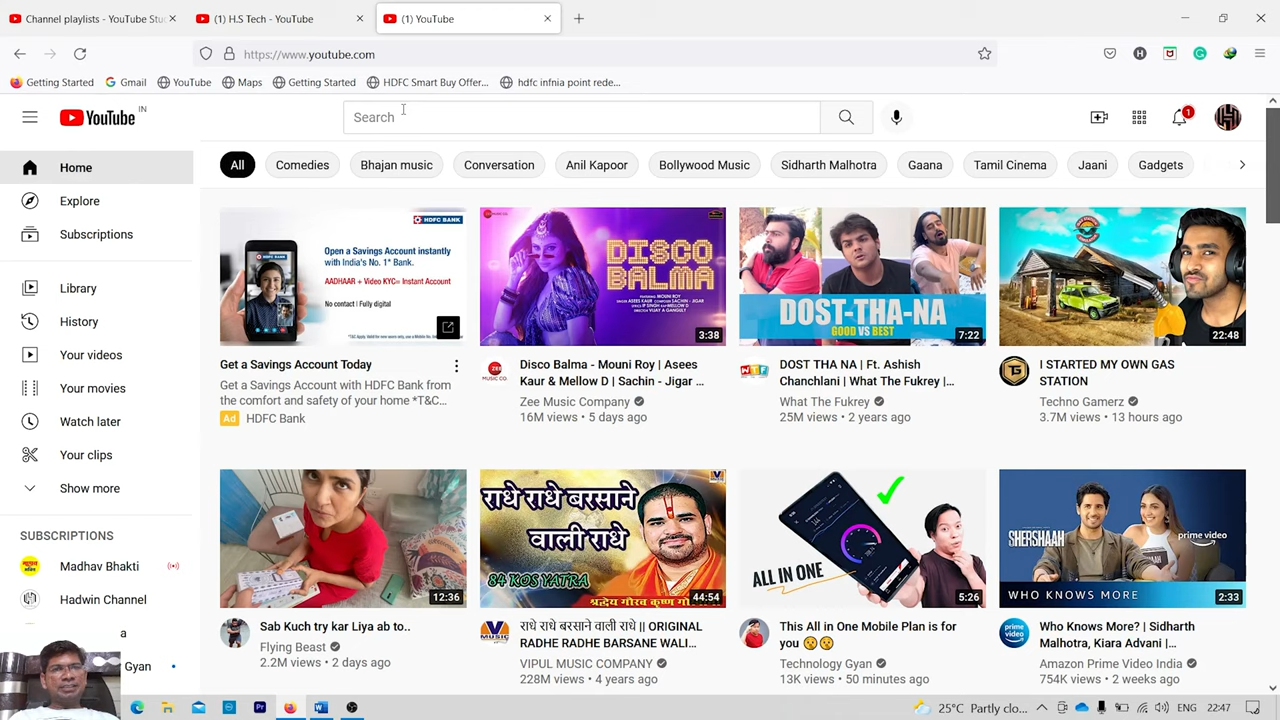 Channel playlists - YouTube Stu
(1) H.S Tech - YouTube
(1) YouTube
https://www.youtube.com
Getting Started
Gmail
YouTube
Maps
Getting Started
HDFC Smart Buy Offer...
hdfc infnia point rede...
YouTube IN
Search
1
Home
Explore
Subscriptions
Library
History
Your videos
Your movies
Watch later
Your clips
Show more
SUBSCRIPTIONS
Madhav Bhakti
Hadwin Channel
a
Gyan
All
Comedies
Bhajan music
Conversation
Anil Kapoor
Bollywood Music
Sidharth Malhotra
Gaana
Tamil Cinema
Jaani
Gadgets
HDFC BANK
Open a Savings Account instantly
with India's No. 1* Bank.
AADHAAR + Video KYC= Instant Account
No contact | Fully digital
Get a Savings Account Today
Get a Savings Account with HDFC Bank from
the comfort and safety of your home *T&C...
Ad HDFC Bank
DISCO
BALMA
3:38
Disco Balma - Mouni Roy | Asees
Kaur & Mellow D | Sachin - Jigar ...
Zee Music Company
16M views • 5 days ago
DOST-THA-NA
GOOD VS BEST
7:22
DOST THA NA | Ft. Ashish
Chanchlani | What The Fukrey |...
What The Fukrey
25M views • 2 years ago
22:48
I STARTED MY OWN GAS
STATION
Techno Gamerz
3.7M views • 13 hours ago
12:36
Sab Kuch try kar Liya ab to..
Flying Beast
2.2M views • 2 days ago
राधे राधे बरसाने
वाली राधे
84 KOS YATRA
44:54
राधे राधे बरसाने वाली राधे || ORIGINAL
RADHE RADHE BARSANE WALI...
VIPUL MUSIC COMPANY
228M views • 4 years ago
ALL IN ONE
5:26
This All in One Mobile Plan is for
you
Technology Gyan
13K views • 50 minutes ago
SHERSHAAH
prime video
WHO KNOWS MORE?
2:33
Who Knows More? | Sidharth
Malhotra, Kiara Advani |...
Amazon Prime Video India
754K views • 2 weeks ago
25°C Partly clo...
ENG
22:47